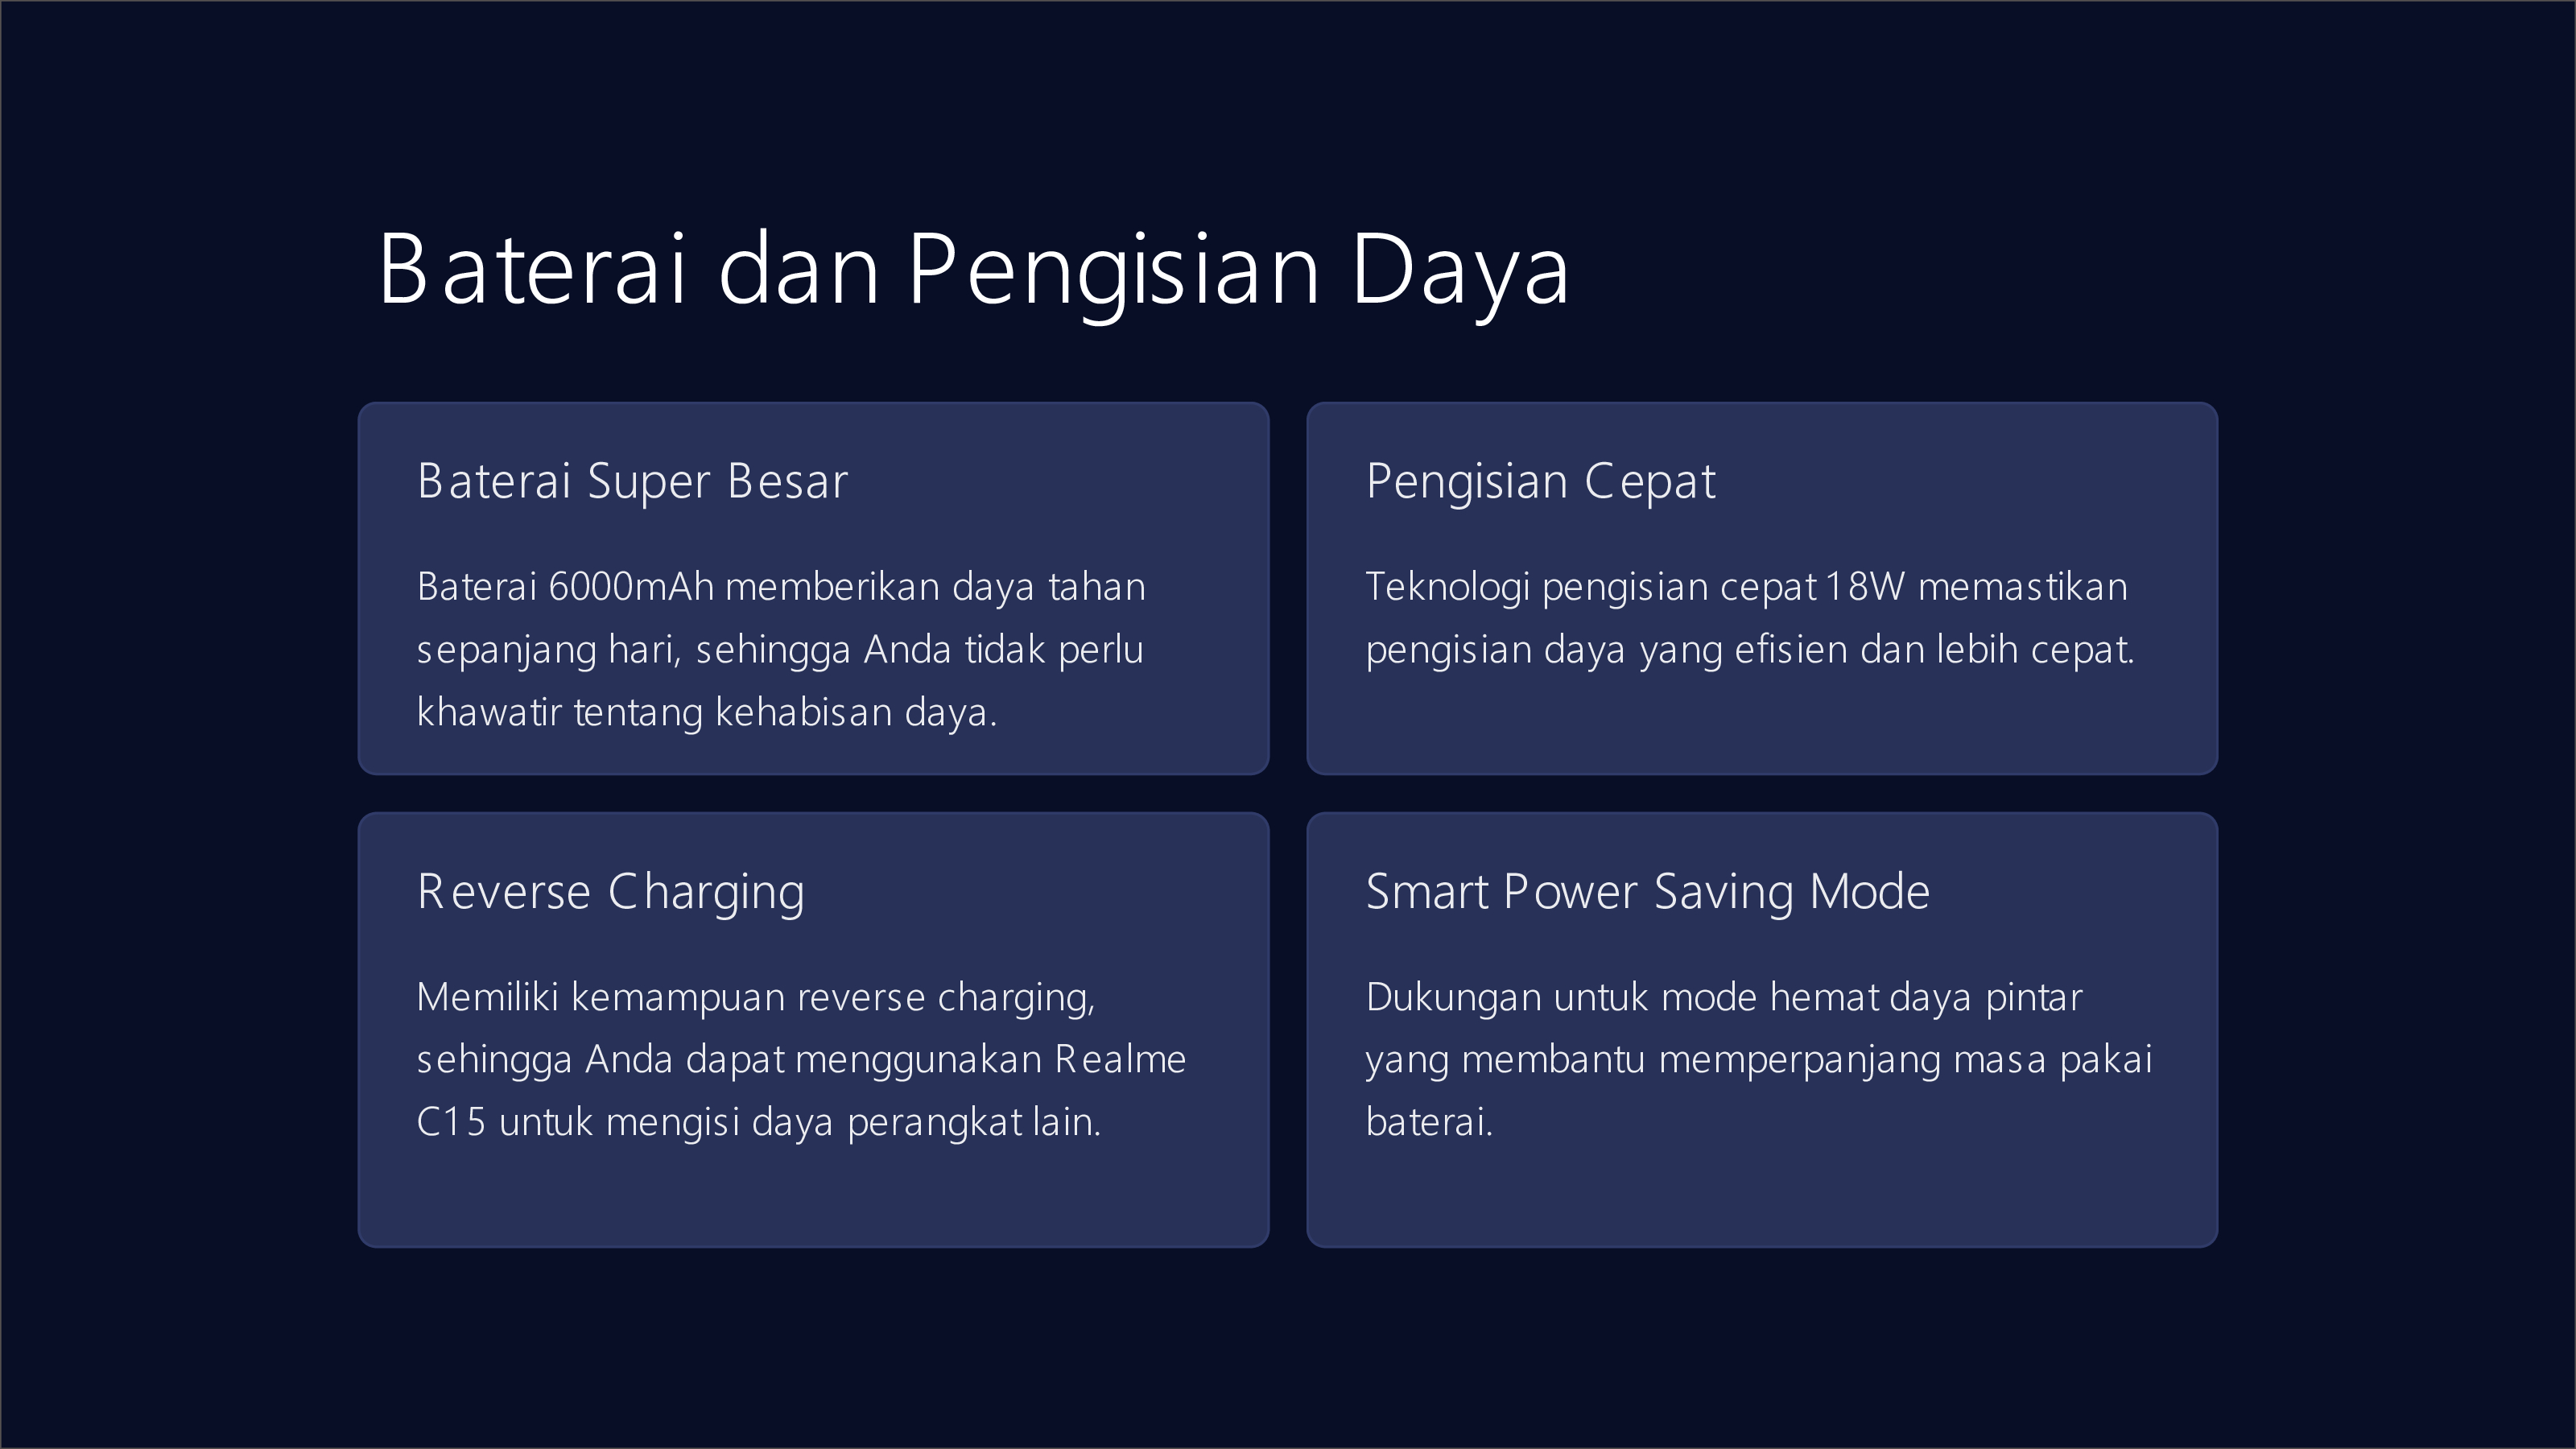 Baterai dan Pengisian Daya
Baterai Super Besar
Baterai 6000mAh memberikan daya tahan
sepanjang hari, sehingga Anda tidak perlu
khawatir tentang kehabisan daya.
Pengisian Cepat
Teknologi pengisian cepat 18W memastikan
pengisian daya yang efisien dan lebih cepat.
Reverse Charging
Memiliki kemampuan reverse charging,
sehingga Anda dapat menggunakan Realme
C15 untuk mengisi daya perangkat lain.
Smart Power Saving Mode
Dukungan untuk mode hemat daya pintar
yang membantu memperpanjang masa pakai
baterai.